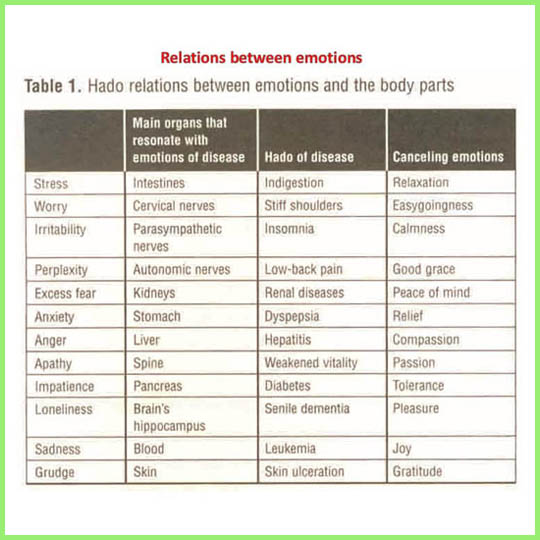 Relations between emotions
Table 1. Hado relations between emotions and the body parts
Main organs that
resonate with
emotions of disease Hado of disease Canceling emotions
Stress Intestines Indigestion Relaxation
Worry Cervical nerves Stiff shoulders Easygoingness
Irritability Parasympathetic Insomnia Calmness
nerves
Perplexity Autonomic nerves Low-back pain Good grace
Excess fear Kidneys Renal diseases Peace of mind
Anxiety Stomach Dyspepsia Relief
Anger Liver Hepatitis Compassion
Apathy Spine Weakened vitality Passion
Impatience Pancreas Diabetes Tolerance
Loneliness Brain's Senile dementia Pleasure
hippocampus
Sadness Blood Leukemia Joy
Grudge Skin Skin ulceration Gratitude